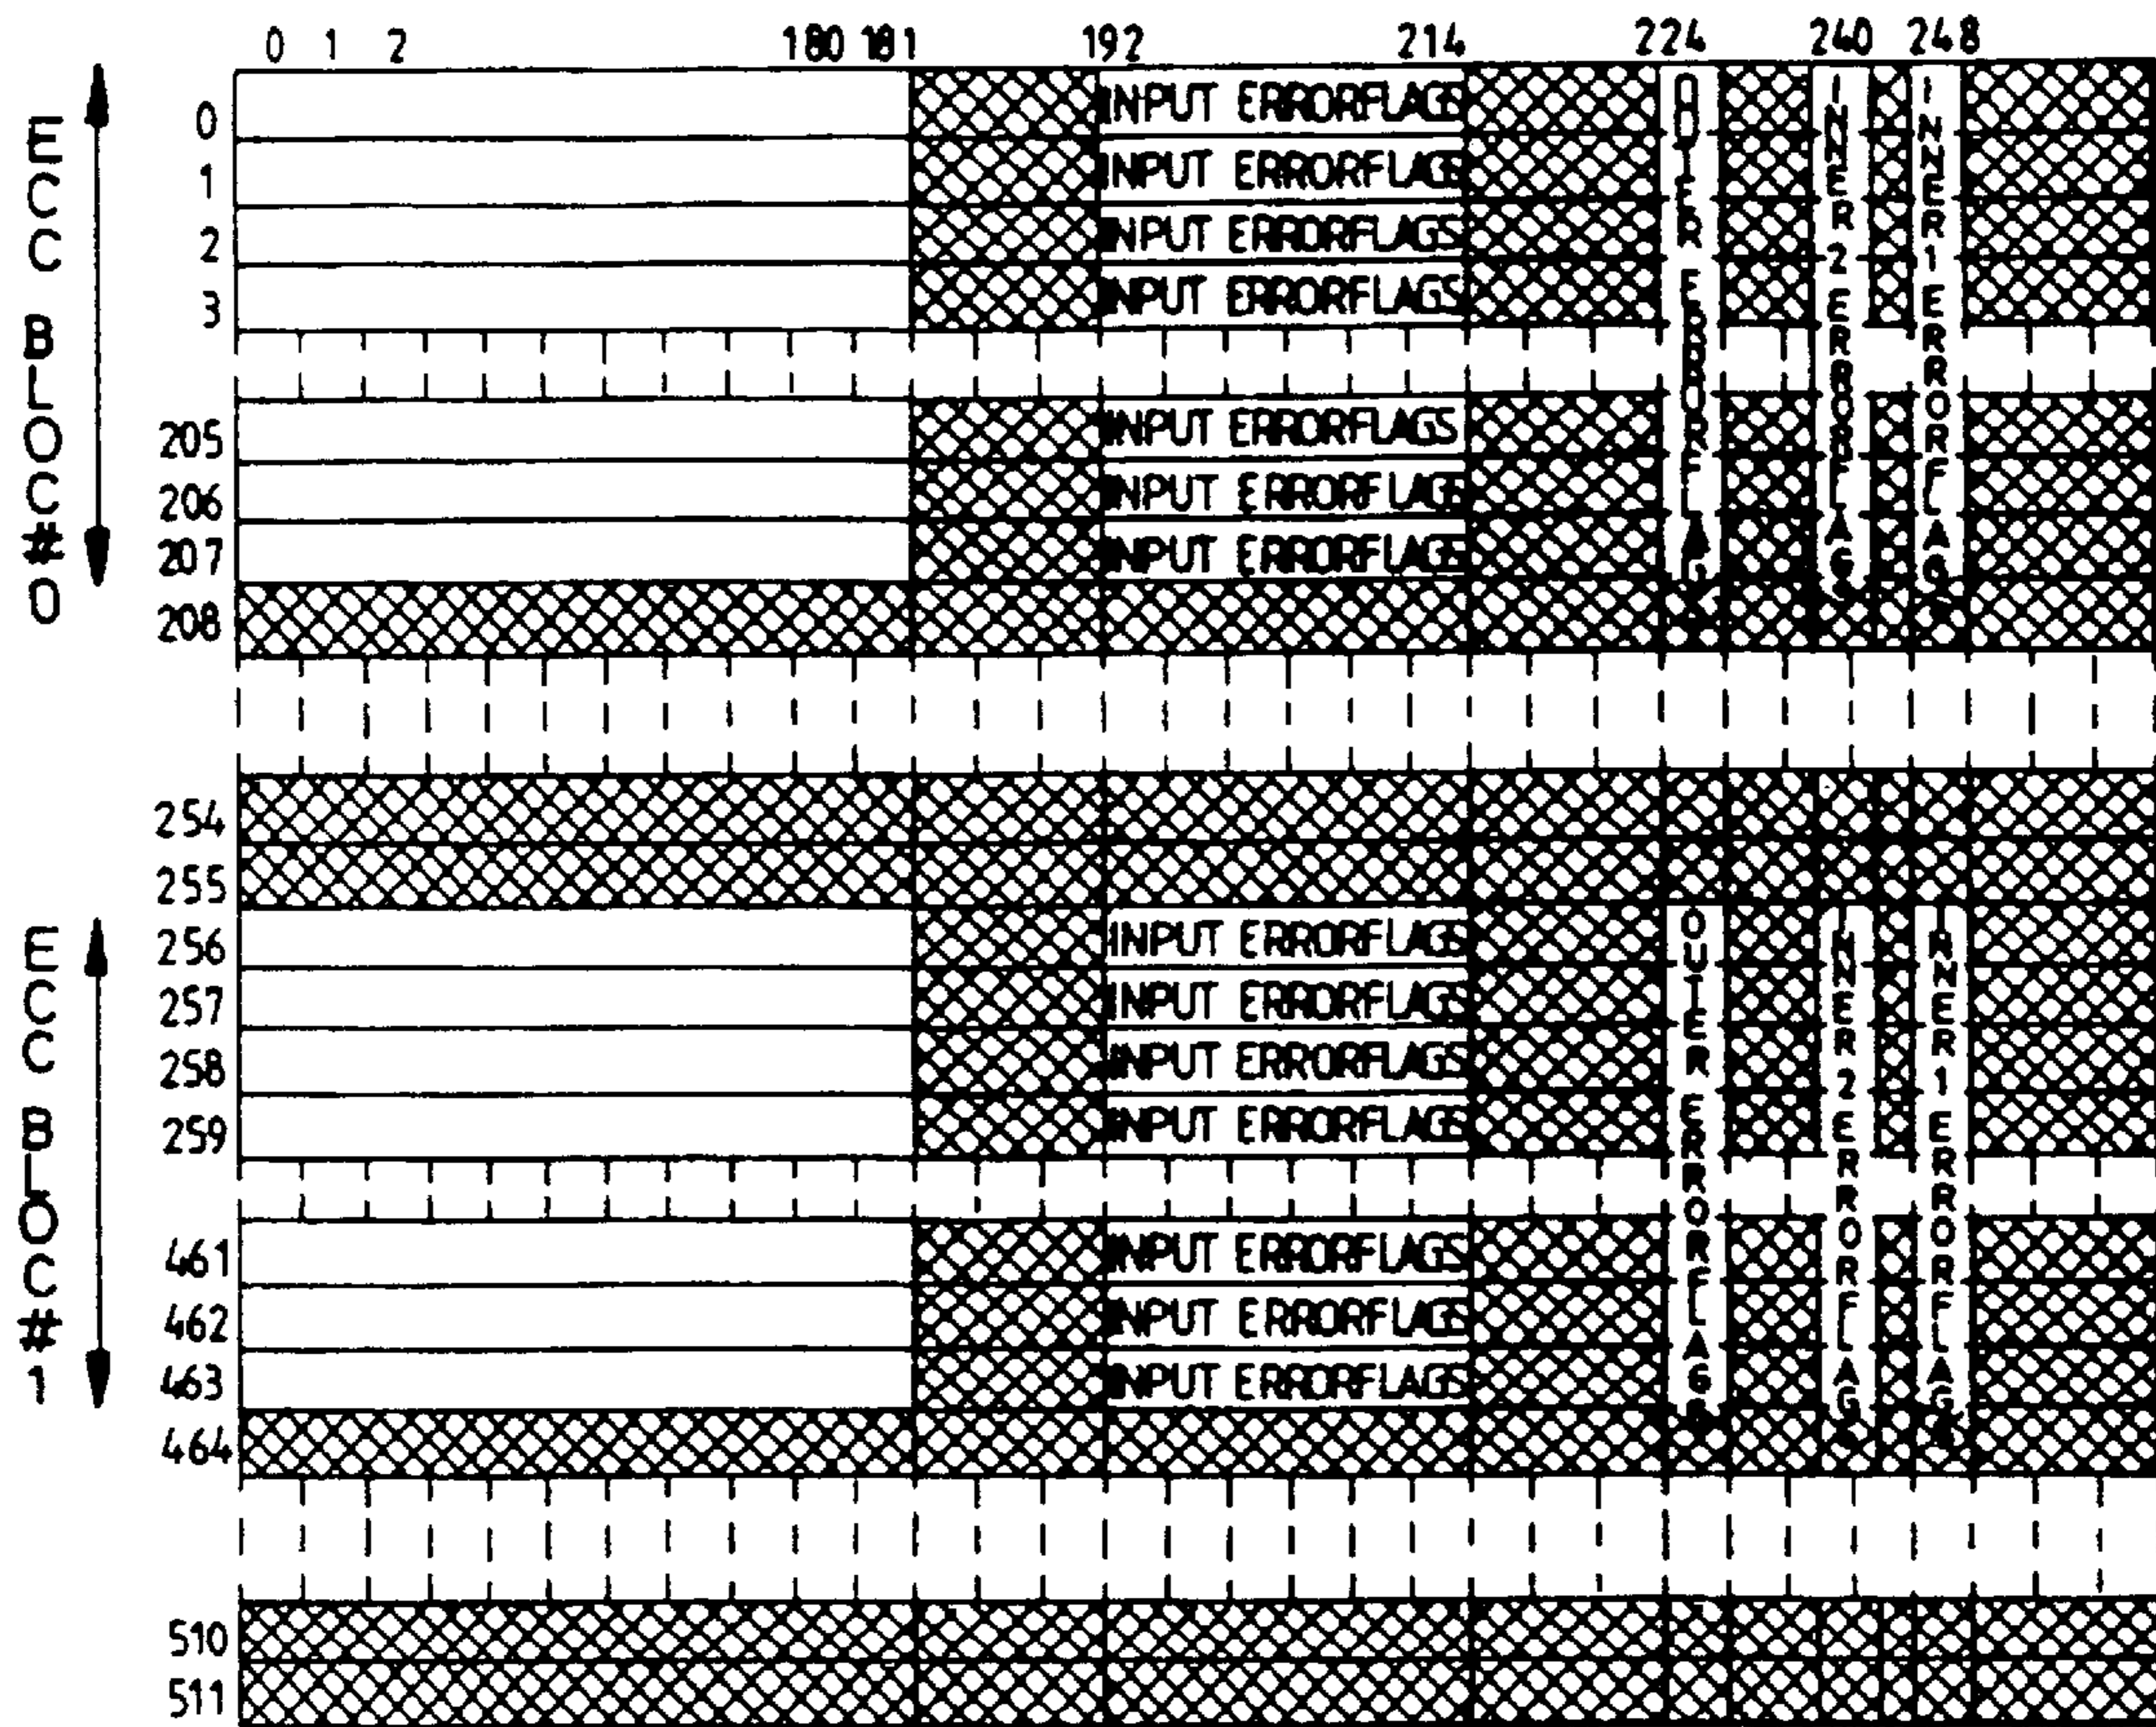 0 1 2 180 181 192 214 224 240 248
ECC BLOC #0
0 INPUT ERRORFLAGS
1 INPUT ERRORFLAGS
2 INPUT ERRORFLAGS
3 INPUT ERRORFLAGS
205 INPUT ERRORFLAGS
206 INPUT ERRORFLAGS
207 INPUT ERRORFLAGS
208
OUTER ERRORFLAGS
INNER 2 ERRORFLAGS
INNER 1 ERRORFLAGS
254
255
ECC BLOC #1
256 INPUT ERRORFLAGS
257 INPUT ERRORFLAGS
258 INPUT ERRORFLAGS
259 INPUT ERRORFLAGS
461 INPUT ERRORFLAGS
462 INPUT ERRORFLAGS
463 INPUT ERRORFLAGS
464
OUTER ERRORFLAGS
INNER 2 ERRORFLAGS
INNER 1 ERRORFLAGS
510
511